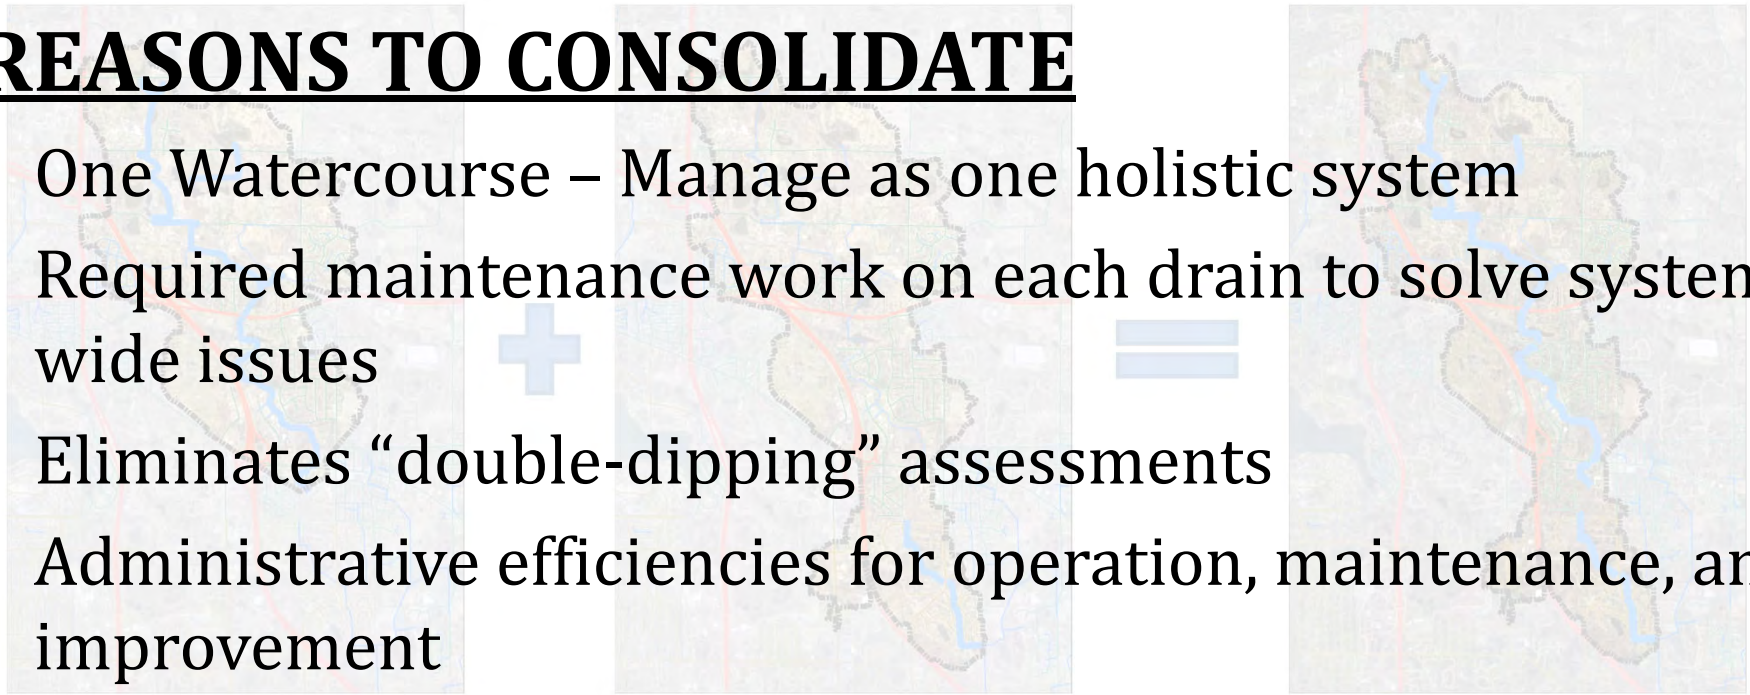 REASONS TO CONSOLIDATE
One Watercourse – Manage as one holistic system
Required maintenance work on each drain to solve system
wide issues
Eliminates “double-dipping” assessments
Administrative efficiencies for operation, maintenance, an
improvement